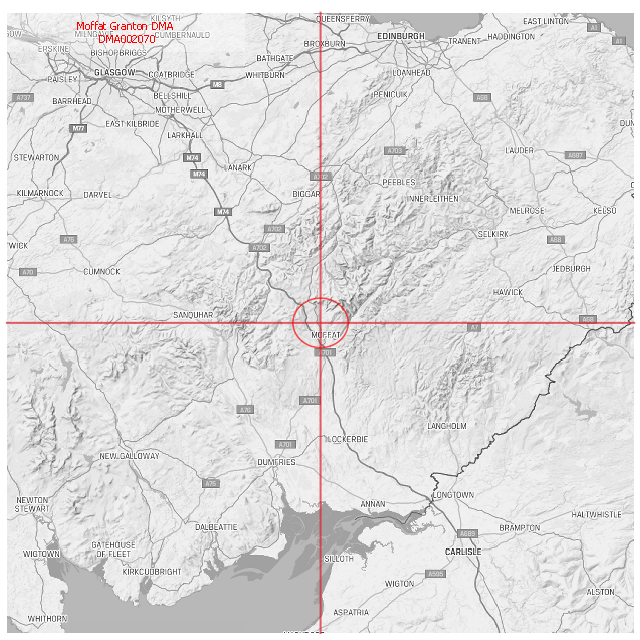 Moffat Granton DMA
DMA002070
KILSYTH
CUMBERNAULD
QUEENSFERRY
EAST LINTON
A1
A1
ERSKINE
BISHOPBRIGGS
BROXBURN
EDINBURGH
TRANENT
HADDINGTON
BATHGATE
GLASGOW
COATBRIDGE
WHITBURN
LOANHEAD
PAISLEY
M8
BELLSHILL
PENICUIK
A737
BARRHEAD
MOTHERWELL
A68
EAST KILBRIDE
M77
LARKHALL
STEWARTON
M74
A703
LAUDER
A697
LANARK
M74
A702
PEEBLES
KILMARNOCK
DARVEL
BIGGAR
INNERLEITHEN
M74
MELROSE
KELSO
A702
SELKIRK
WICK
A76
A702
A68
A70
CUMNOCK
JEDBURGH
HAWICK
SANQUHAR
A68
A7
MOFFAT
A701
A701
A76
LANGHOLM
LOCKERBIE
A701
NEW GALLOWAY
DUMFRIES
A75
LONGTOWN
NEWTON
STEWART
ANNAN
HALTWHISTLE
DALBEATTIE
BRAMPTON
A689
GATEHOUSE
OF FLEET
CARLISLE
WIGTOWN
SILLOTH
KIRKCUDBRIGHT
A595
WIGTON
ALSTON
ASPATRIA
WHITHORN